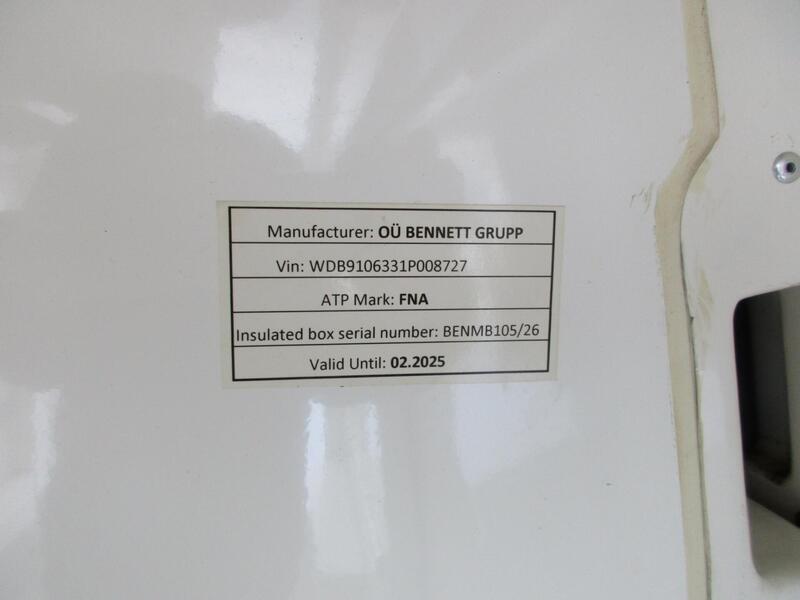 Manufacturer: OÜ BENNETT GRUPP
Vin: WDB9106331P008727
ATP Mark: FNA
Insulated box serial number: BENMB105/26
Valid Until: 02.2025